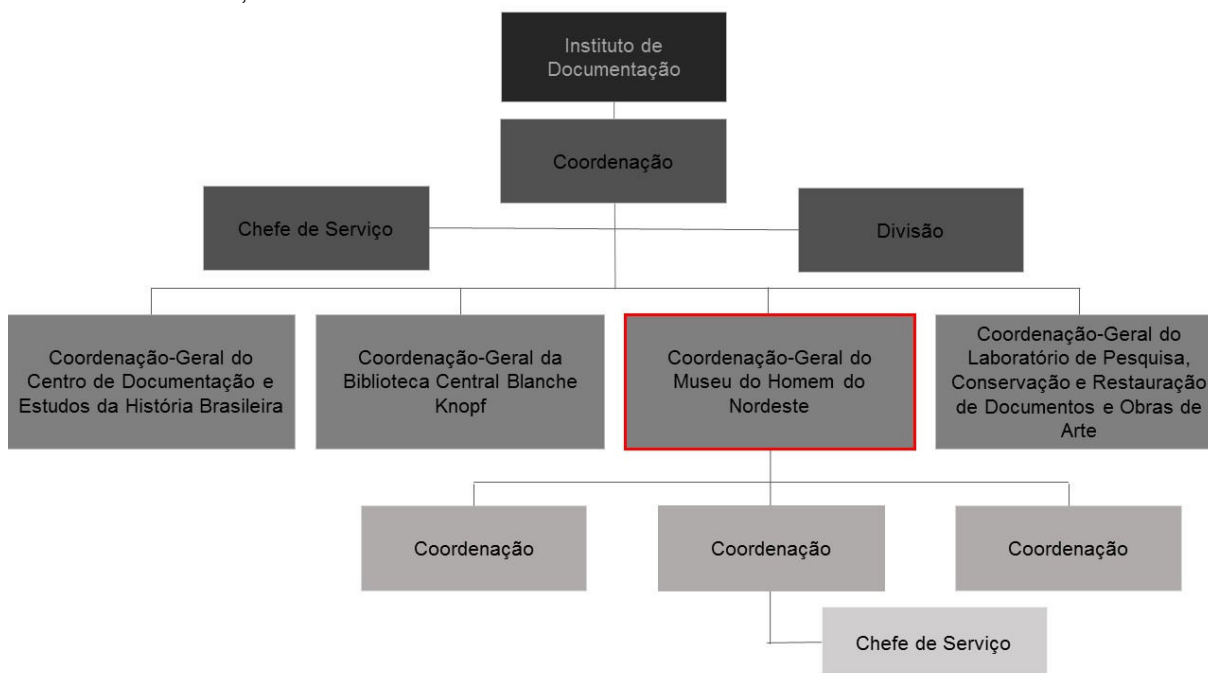 Instituto de
Documentação
Coordenação
Chefe de Serviço
Divisão
Coordenação-Geral do
Centro de Documentação e
Estudos da História Brasileira
Coordenação-Geral da
Biblioteca Central Blanche
Knopf
Coordenação-Geral do
Museu do Homem do
Nordeste
Coordenação-Geral do
Laboratório de Pesquisa,
Conservação e Restauração
de Documentos e Obras de
Arte
Coordenação
Coordenação
Coordenação
Chefe de Serviço